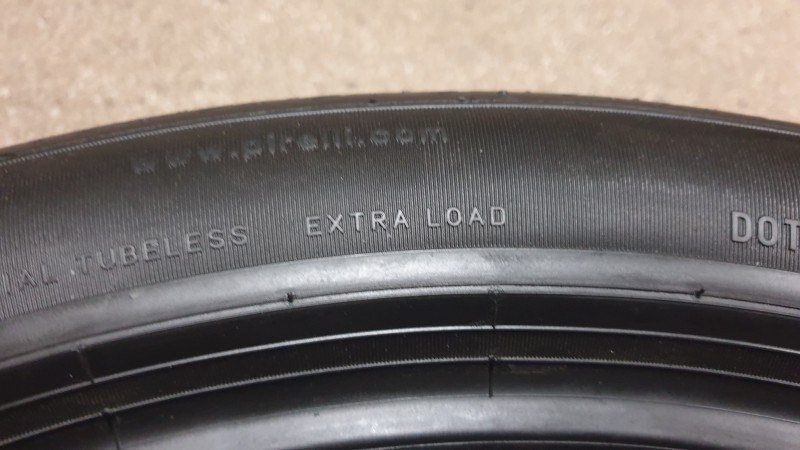 www.pirelli.com
IAL TUBELESS EXTRA LOAD DOT